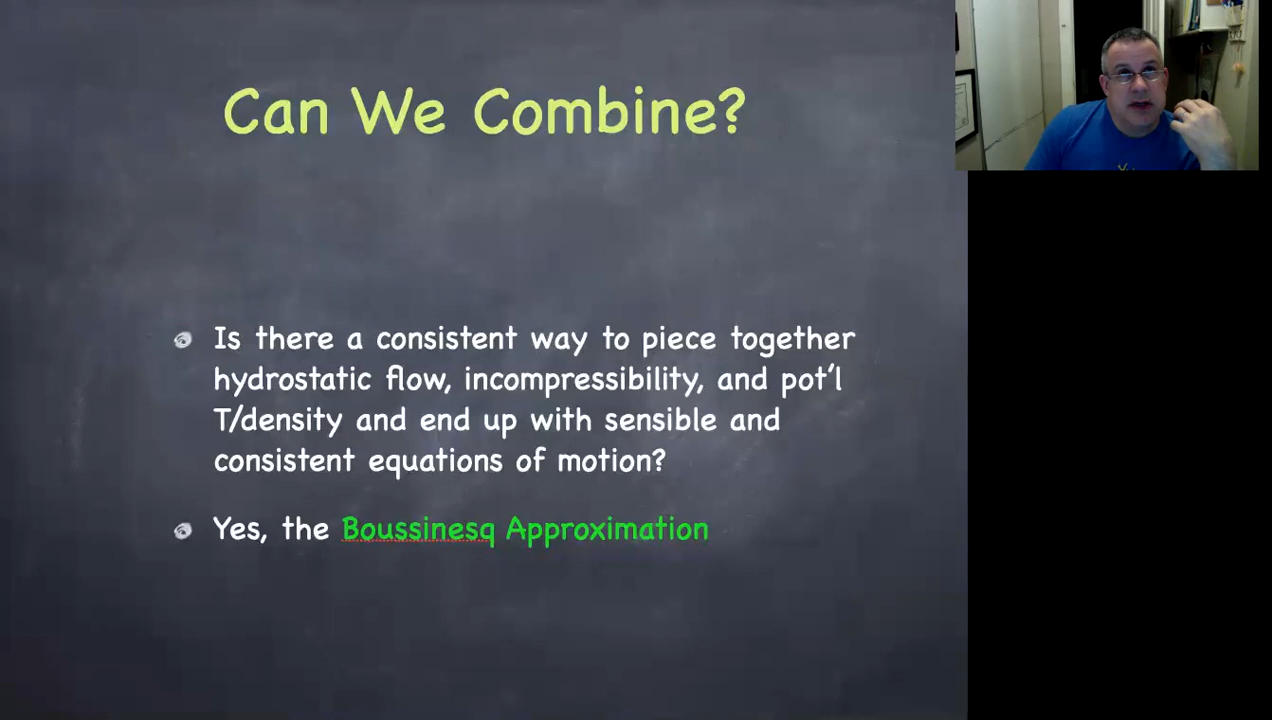 Can We Combine?
Is there a consistent way to piece together
hydrostatic flow, incompressibility, and pot'l
T/density and end up with sensible and
consistent equations of motion?
Yes, the Boussinesq Approximation